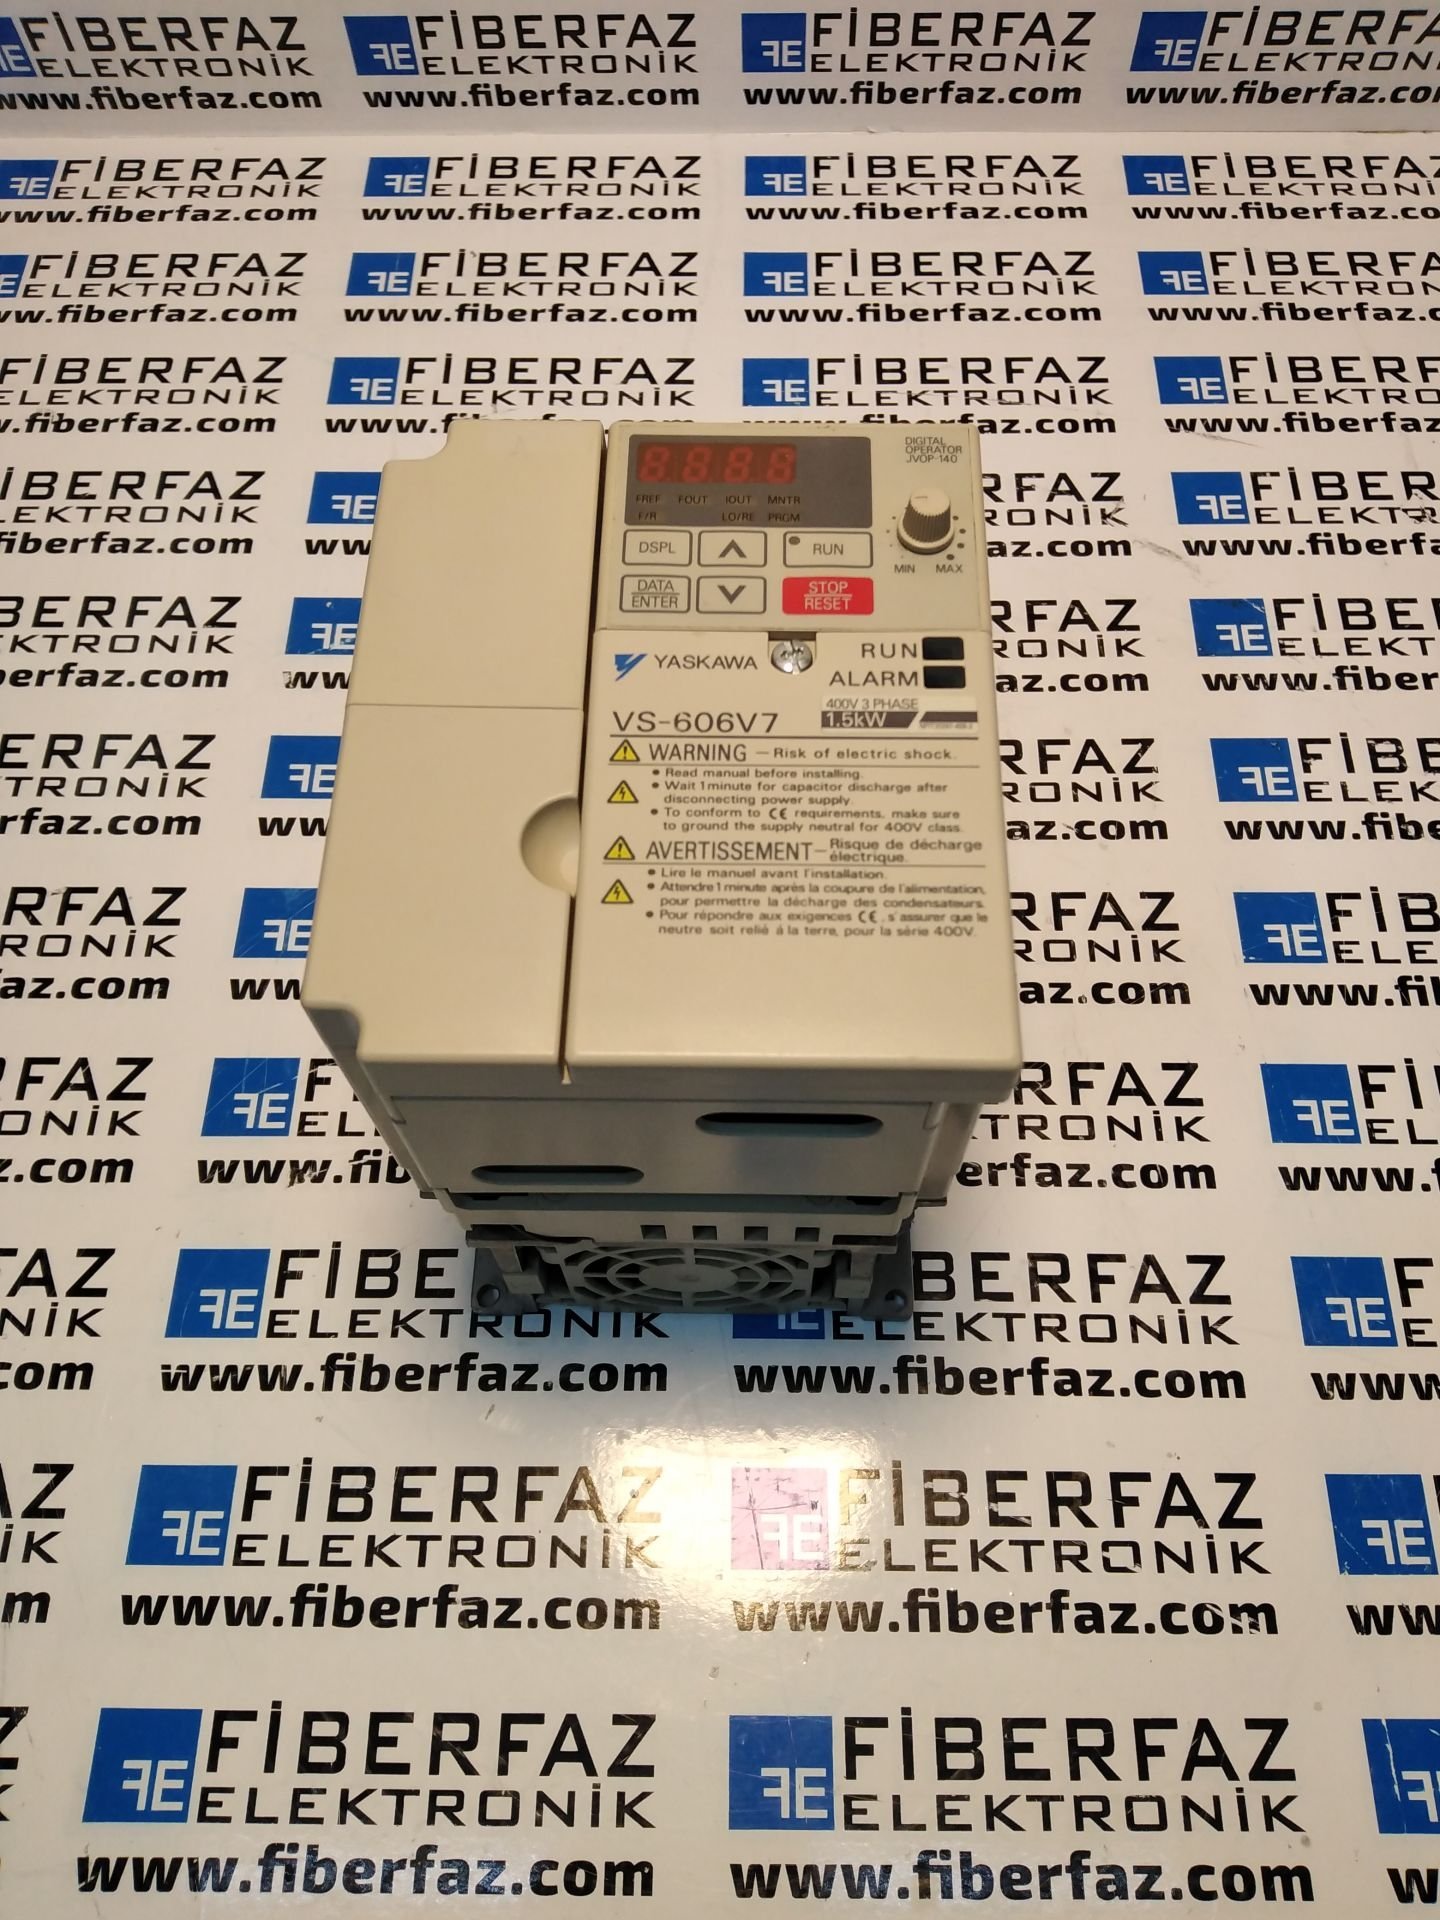 FİBERFAZ
ELEKTRONİK
www.fiberfaz.com
DIGITAL
OPERATOR
JVOP-140
8.8.8.8
FREF FOUT IOUT MNTR
F/R LO/RE PRGM
DSPL
RUN
DATA
ENTER
STOP
RESET
MIN MAX
YASKAWA
RUN
ALARM
VS-606V7
400V 3 PHASE
1.5kW
WARNING - Risk of electric shock.
• Read manual before installing.
• Wait 1 minute for capacitor discharge after
disconnecting power supply.
• To conform to CE requirements, make sure
to ground the supply neutral for 400V class.
AVERTISSEMENT - Risque de décharge
électrique.
• Lire le manuel avant l'installation.
• Attendre 1 minute après la coupure de l'alimentation,
pour permettre la décharge des condensateurs.
• Pour répondre aux exigences CE, s'assurer que le
neutre soit relié à la terre, pour la série 400V.